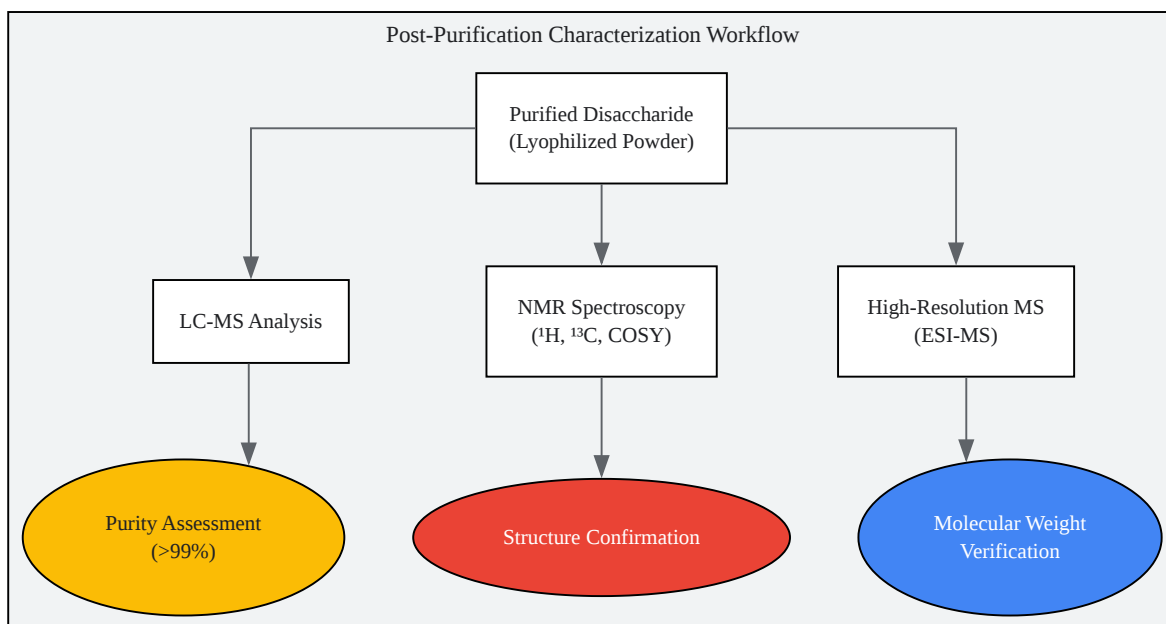 Post-Purification Characterization Workflow
Purified Disaccharide
(Lyophilized Powder)
LC-MS Analysis
NMR Spectroscopy
(¹H, ¹³C, COSY)
High-Resolution MS
(ESI-MS)
Purity Assessment
(>99%)
Structure Confirmation
Molecular Weight
Verification